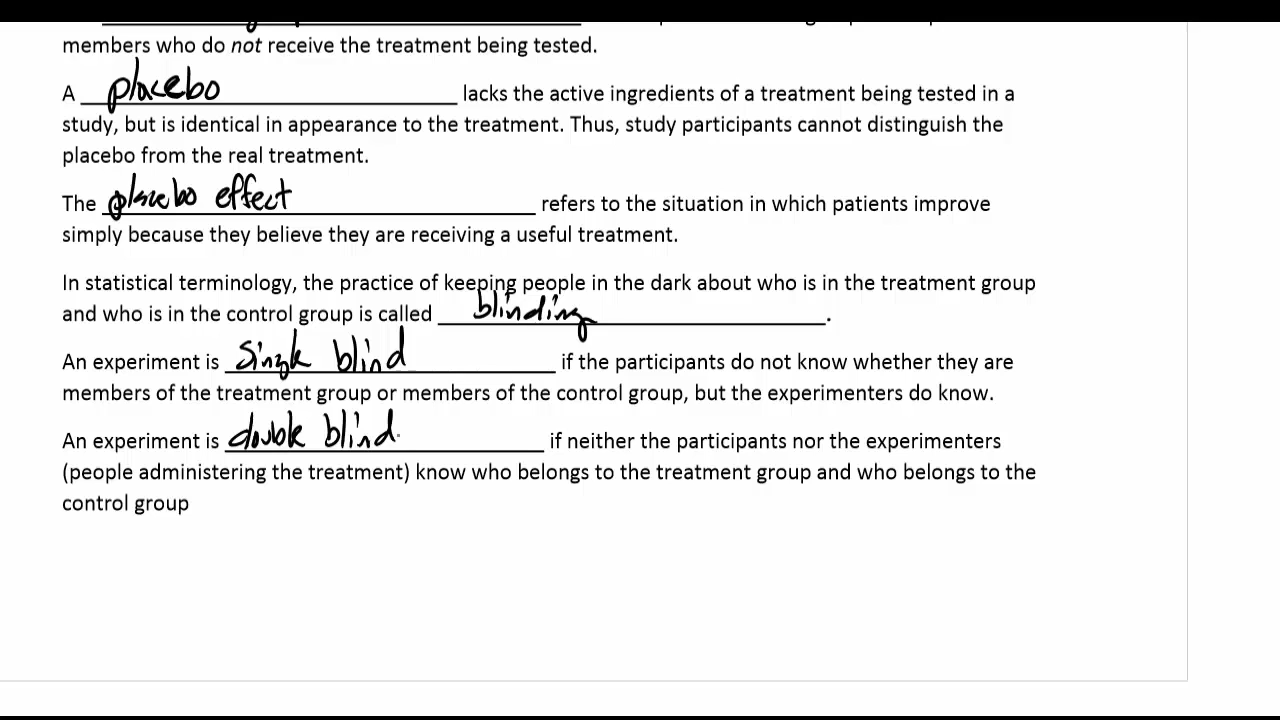 members who do not receive the treatment being tested.
A placebo lacks the active ingredients of a treatment being tested in a
study, but is identical in appearance to the treatment. Thus, study participants cannot distinguish the
placebo from the real treatment.
The placebo effect refers to the situation in which patients improve
simply because they believe they are receiving a useful treatment.
In statistical terminology, the practice of keeping people in the dark about who is in the treatment group
and who is in the control group is called blinding.
An experiment is single blind if the participants do not know whether they are
members of the treatment group or members of the control group, but the experimenters do know.
An experiment is double blind if neither the participants nor the experimenters
(people administering the treatment) know who belongs to the treatment group and who belongs to the
control group